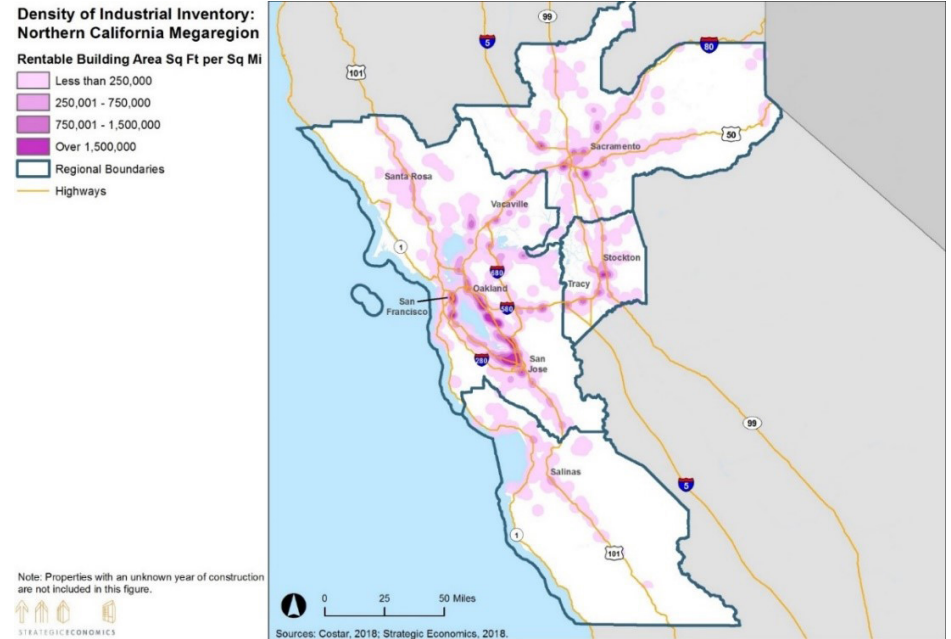 Density of Industrial Inventory:
Northern California Megaregion
Rentable Building Area Sq Ft per Sq Mi
Less than 250,000
250,001 - 750,000
750,001 - 1,500,000
Over 1,500,000
Regional Boundaries
Highways
99
5
80
101
50
Sacramento
Santa Rosa
Vacaville
1
Stockton
680
Oakland
Tracy
San
Francisco
580
280
San
Jose
99
Salinas
5
1
101
Note: Properties with an unknown year of construction
are not included in this figure.
0 25 50 Miles
STRATEGICECONOMICS
Sources: Costar, 2018; Strategic Economics, 2018.